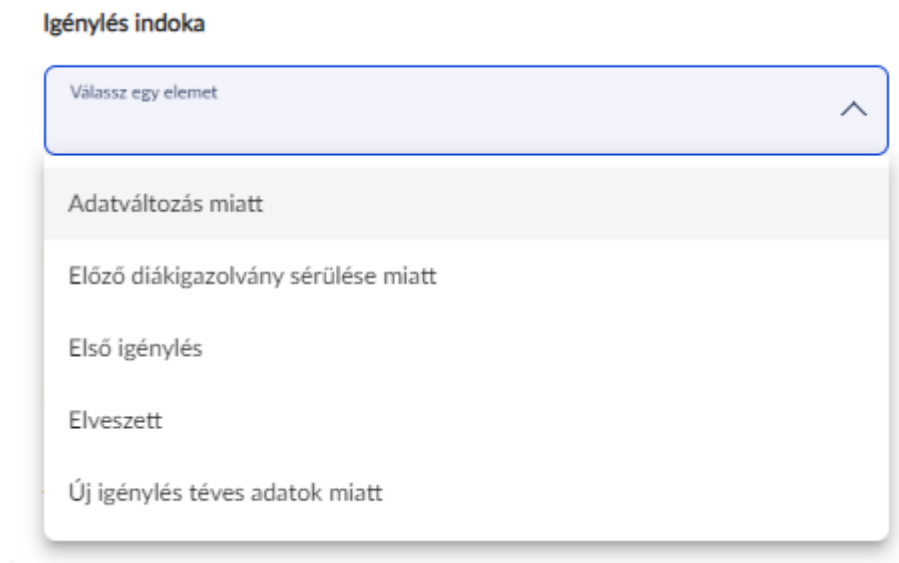 Igénylés indoka
Válassz egy elemet
Adatváltozás miatt
Előző diákigazolvány sérülése miatt
Első igénylés
Elveszett
Új igénylés téves adatok miatt